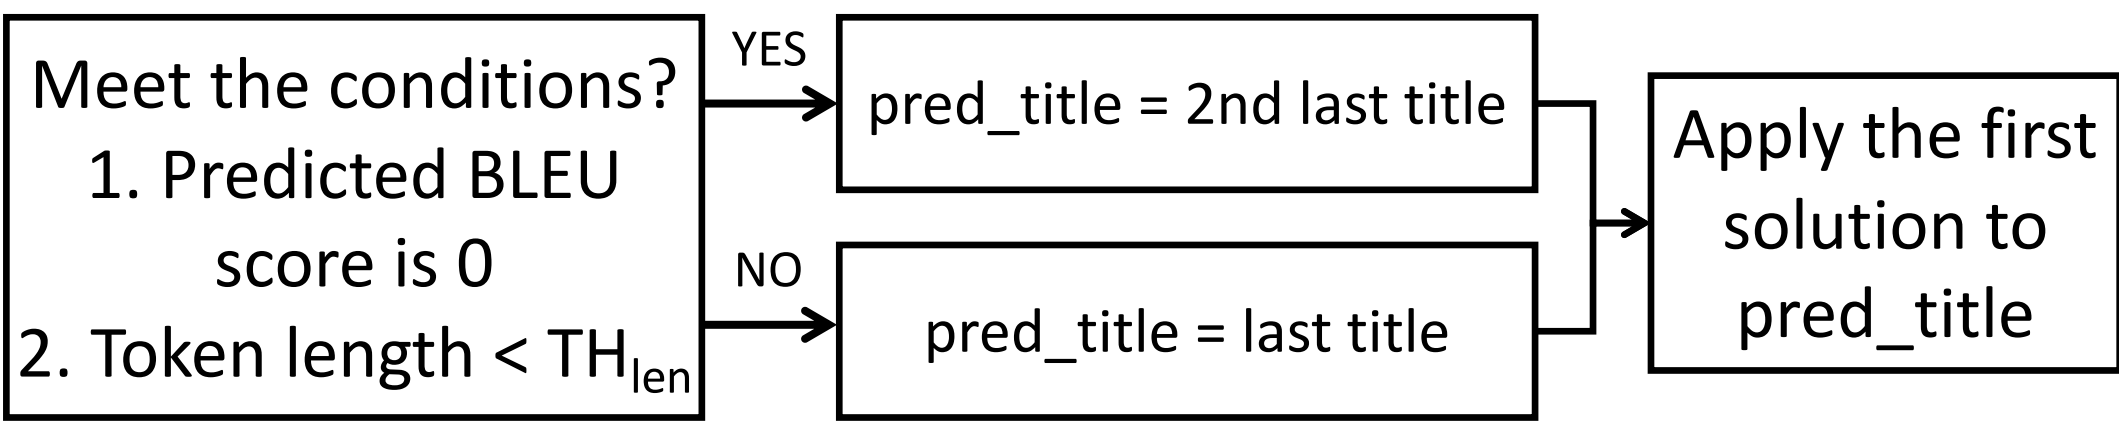 Meet the conditions?
1. Predicted BLEU
score is 0
2. Token length < THlen
YES
NO
pred_title = 2nd last title
pred_title = last title
Apply the first
solution to
pred_title